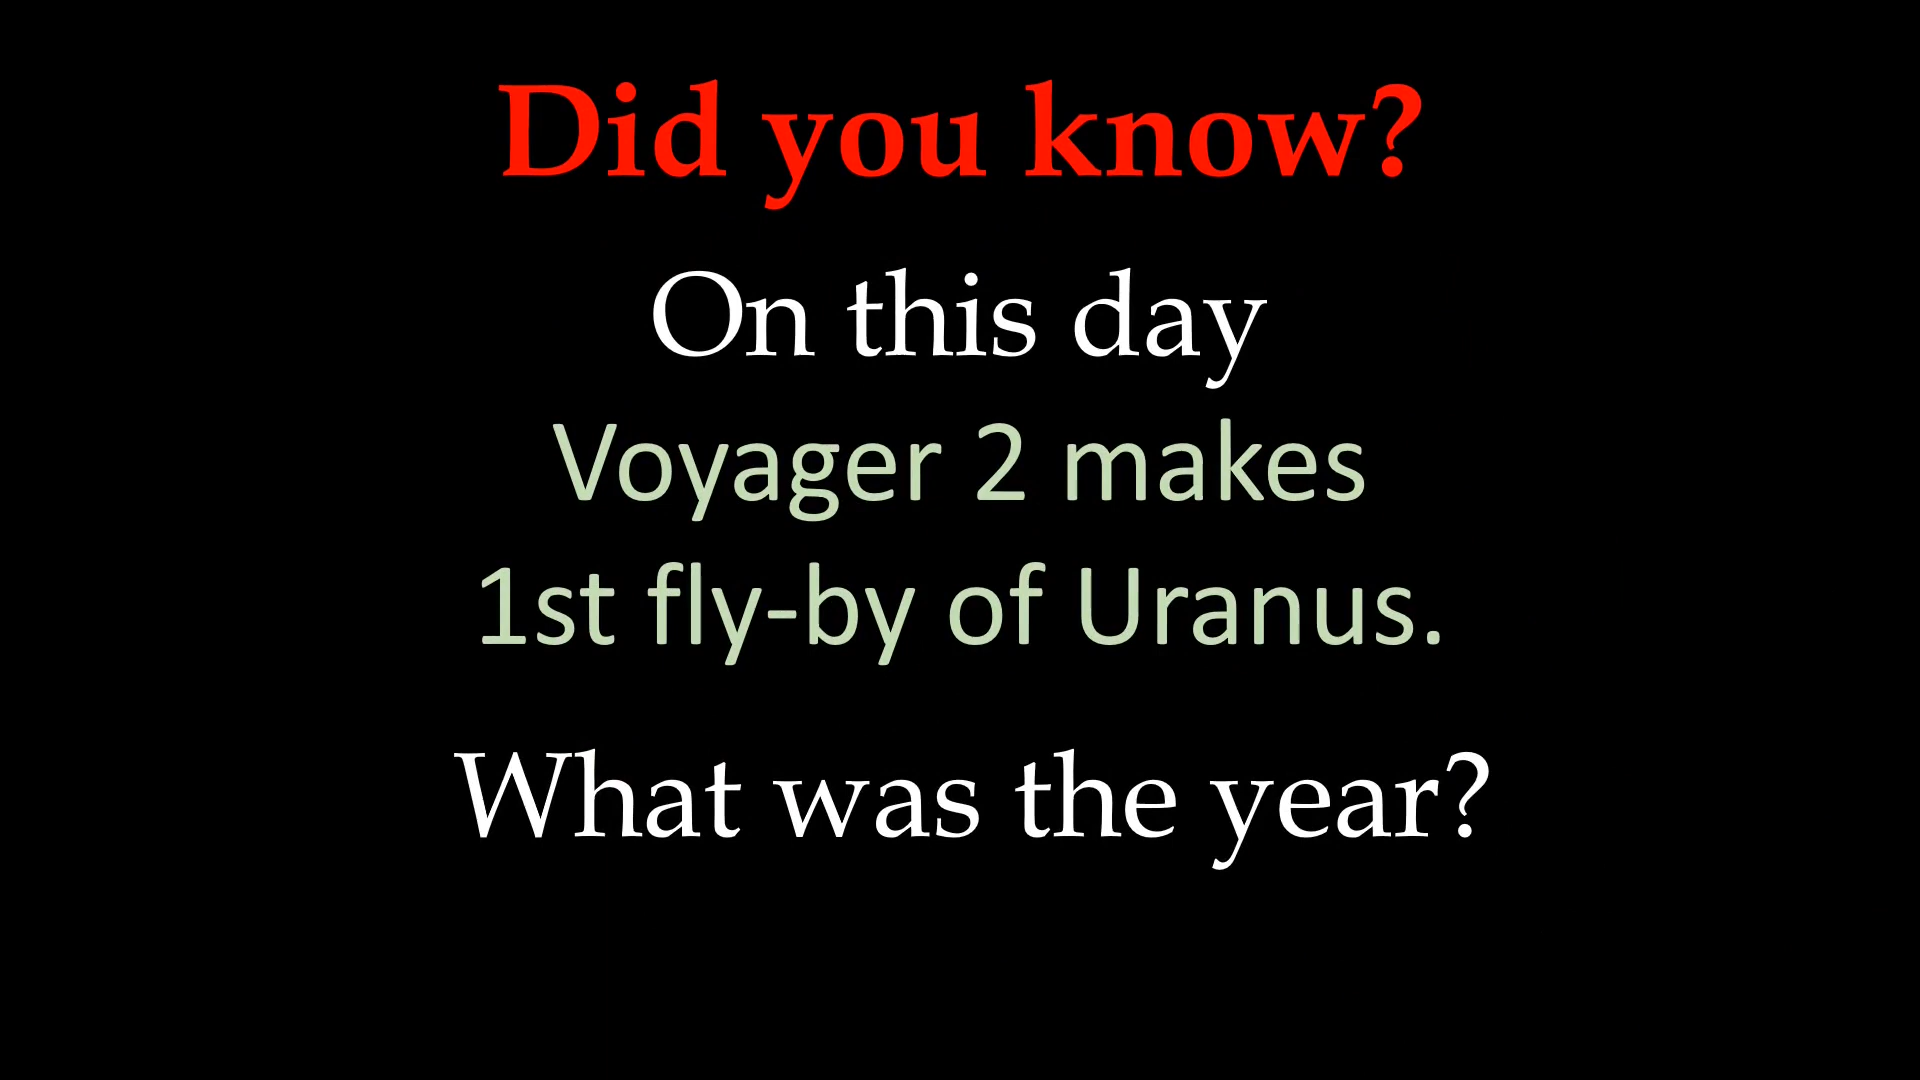 Did you know?
On this day
Voyager 2 makes
1st fly-by of Uranus.
What was the year?